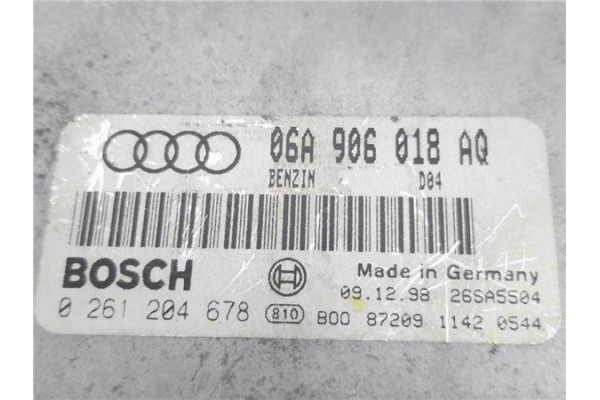 06A 906 018 AQ
BENZIN D04
BOSCH
Made in Germany
09.12.98 26SA5504
0 261 204 678 810 B00 87209 1142 0544